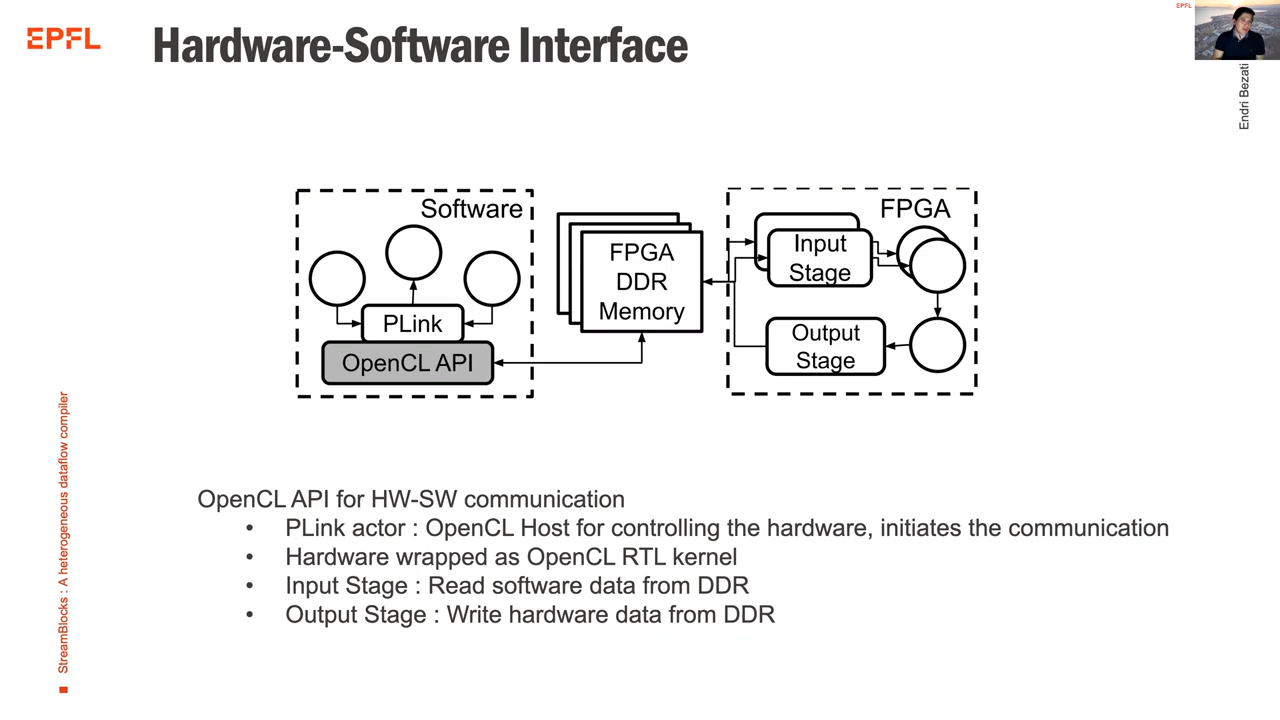 EPFL
Hardware-Software Interface
EPFL
Endri Bezati
Software
PLink
OpenCL API
FPGA
DDR
Memory
FPGA
Input
Stage
Output
Stage
OpenCL API for HW-SW communication
• PLink actor : OpenCL Host for controlling the hardware, initiates the communication
• Hardware wrapped as OpenCL RTL kernel
• Input Stage : Read software data from DDR
• Output Stage : Write hardware data from DDR
StreamBlocks : A heterogeneous dataflow compiler